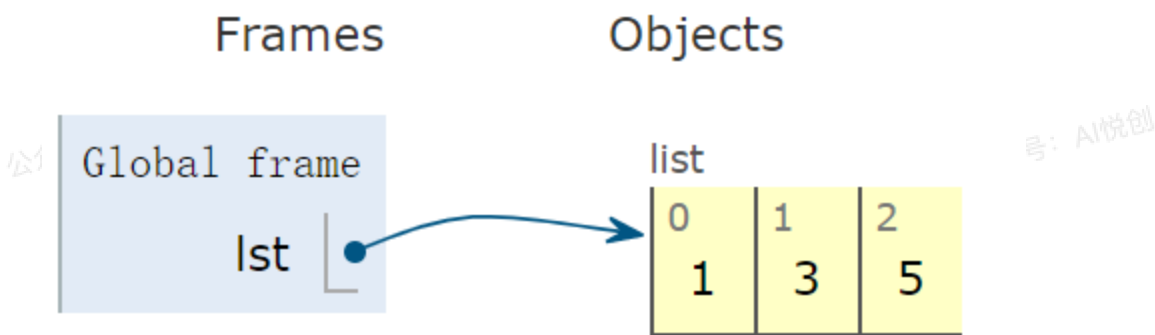 Frames Objects
号：AI悦创
Global frame
list
0 1 2
lst
1 3 5